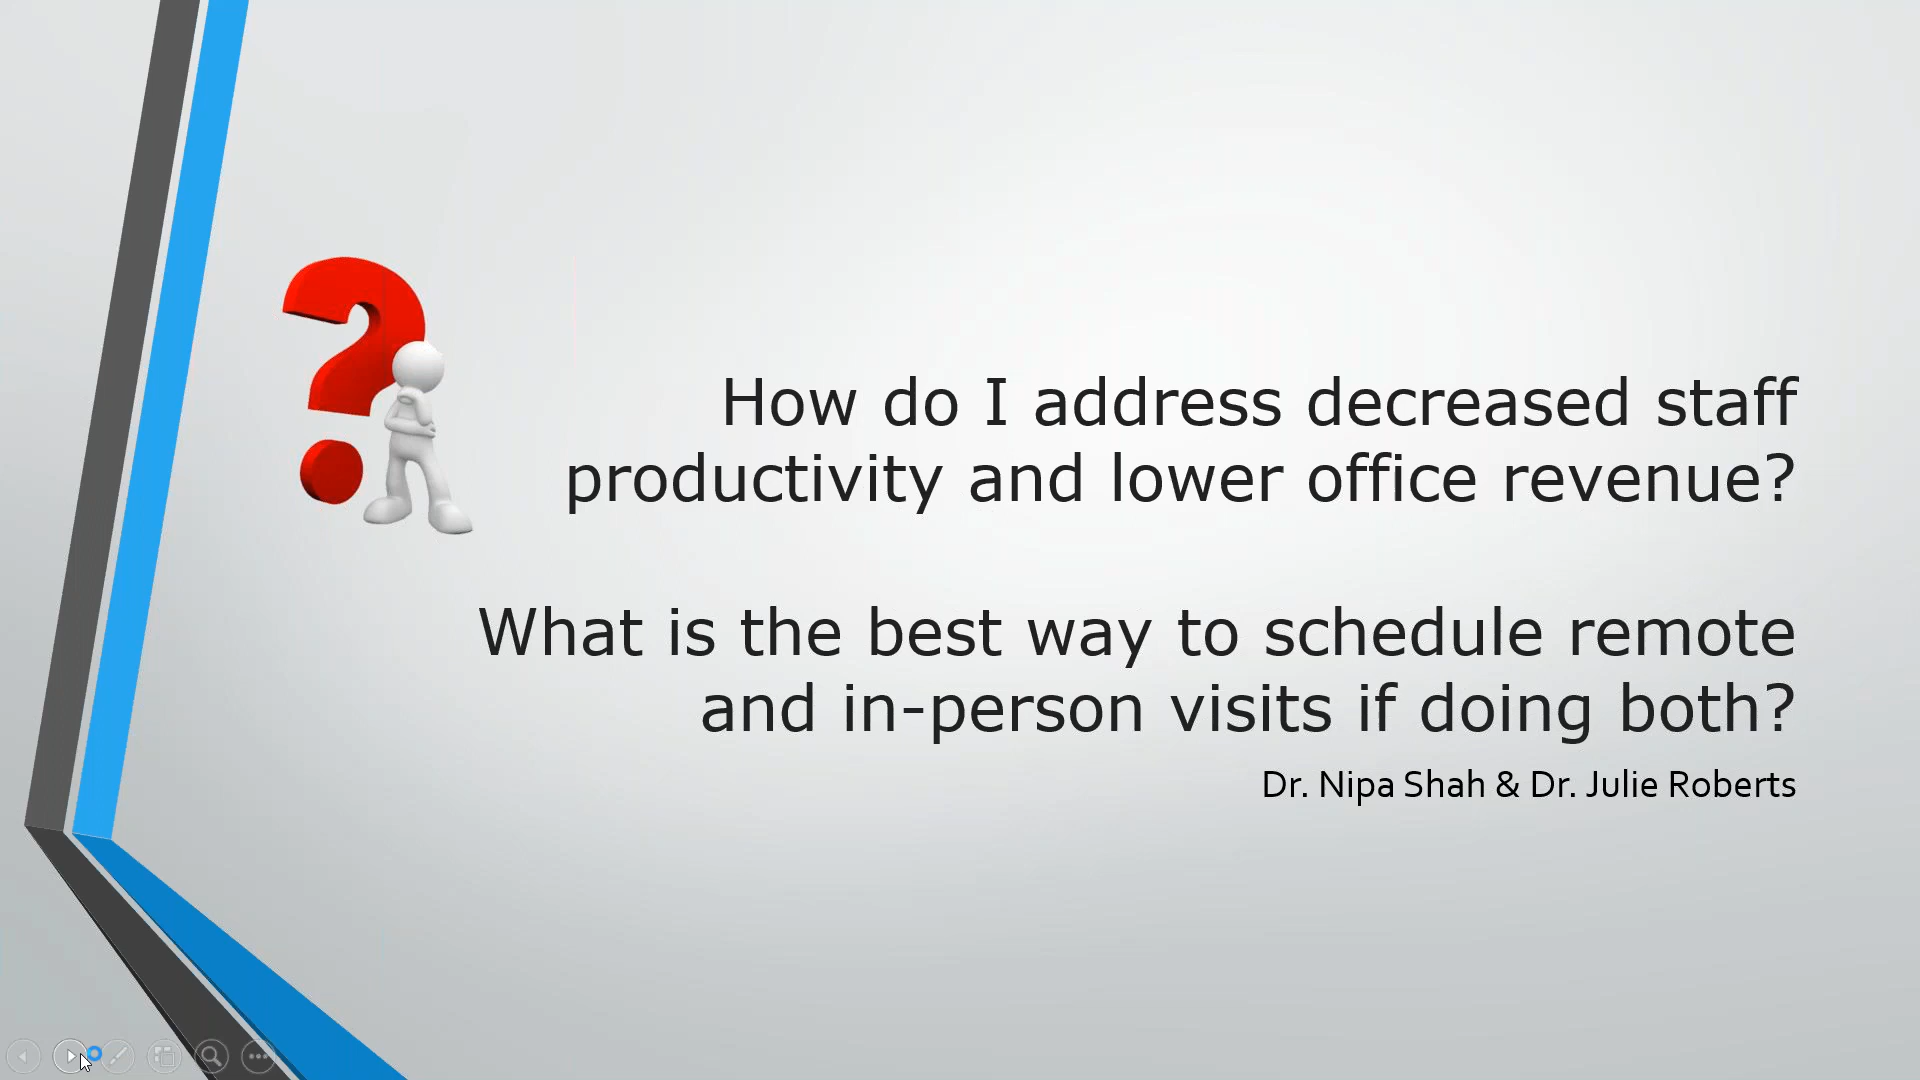 How do I address decreased staff
productivity and lower office revenue?
What is the best way to schedule remote
and in-person visits if doing both?
Dr. Nipa Shah & Dr. Julie Roberts